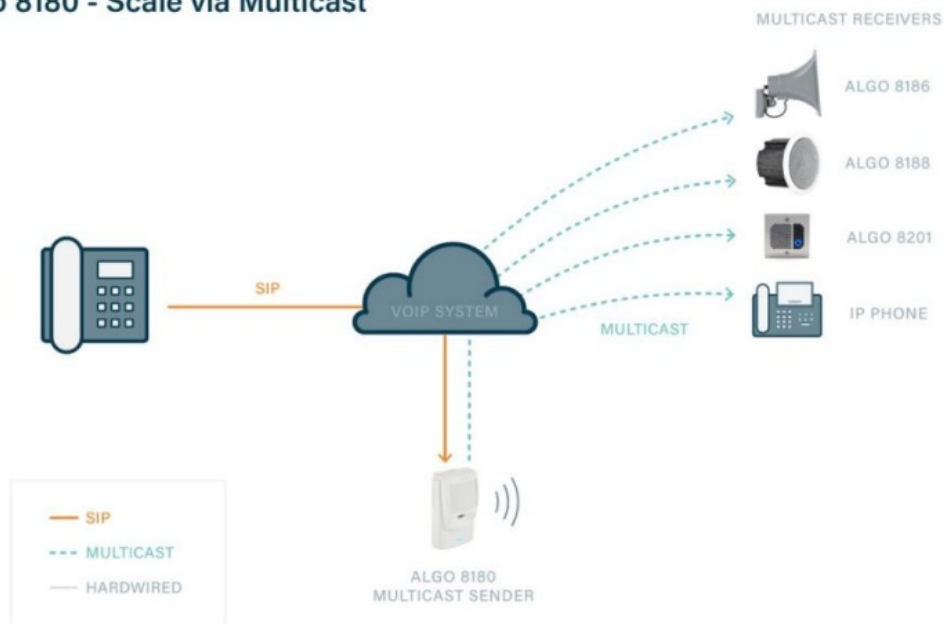 8180 - Scale via Multicast
MULTICAST RECEIVERS
ALGO 8186
ALGO 8188
ALGO 8201
SIP
VOIP SYSTEM
IP PHONE
MULTICAST
SIP
MULTICAST
HARDWIRED
ALGO 8180
MULTICAST SENDER